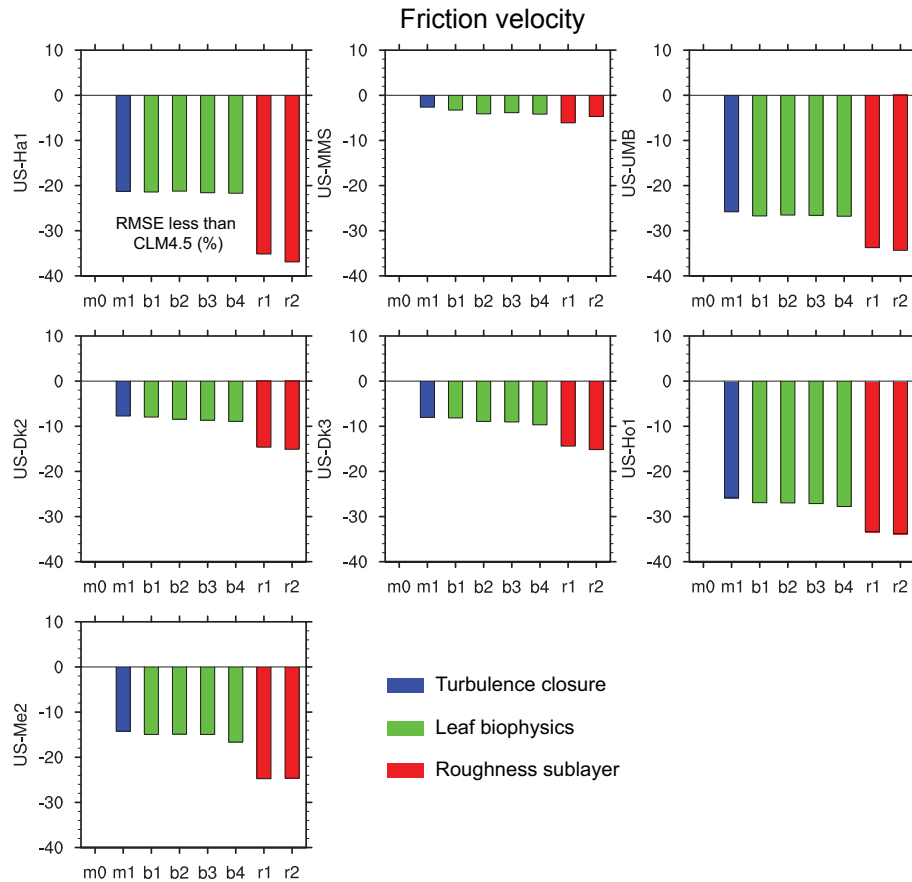 Friction velocity
10
0
-10
-20
-30
-40
US-Ha1
RMSE less than
CLM4.5 (%)
m0 m1 b1 b2 b3 b4 r1 r2
10
0
-10
-20
-30
-40
US-MMS
m0 m1 b1 b2 b3 b4 r1 r2
10
0
-10
-20
-30
-40
US-UMB
m0 m1 b1 b2 b3 b4 r1 r2
10
0
-10
-20
-30
-40
US-Dk2
m0 m1 b1 b2 b3 b4 r1 r2
10
0
-10
-20
-30
-40
US-Dk3
m0 m1 b1 b2 b3 b4 r1 r2
10
0
-10
-20
-30
-40
US-Ho1
m0 m1 b1 b2 b3 b4 r1 r2
10
0
-10
-20
-30
-40
US-Me2
m0 m1 b1 b2 b3 b4 r1 r2
Turbulence closure
Leaf biophysics
Roughness sublayer